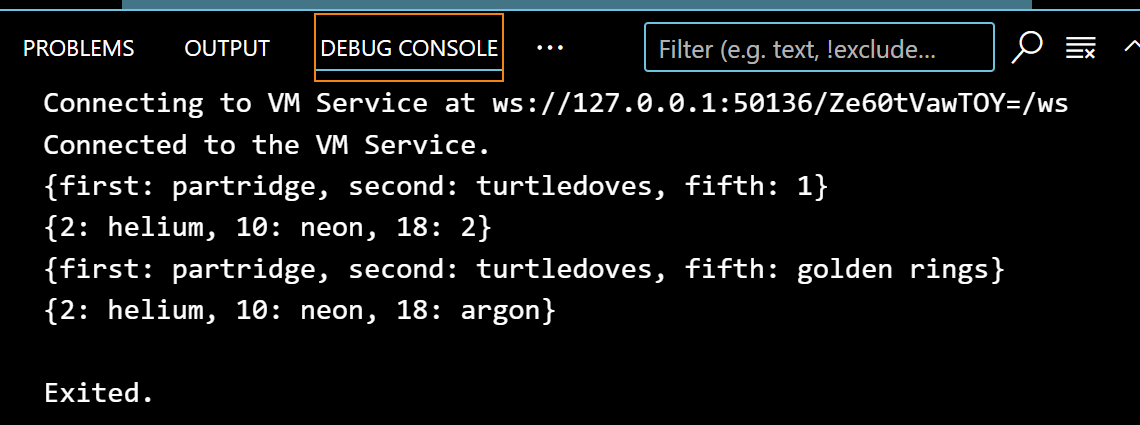 PROBLEMS OUTPUT DEBUG CONSOLE ··· Filter (e.g. text, !exclude...
Connecting to VM Service at ws://127.0.0.1:50136/Ze60tVawTOY=/ws
Connected to the VM Service.
{first: partridge, second: turtledoves, fifth: 1}
{2: helium, 10: neon, 18: 2}
{first: partridge, second: turtledoves, fifth: golden rings}
{2: helium, 10: neon, 18: argon}
Exited.